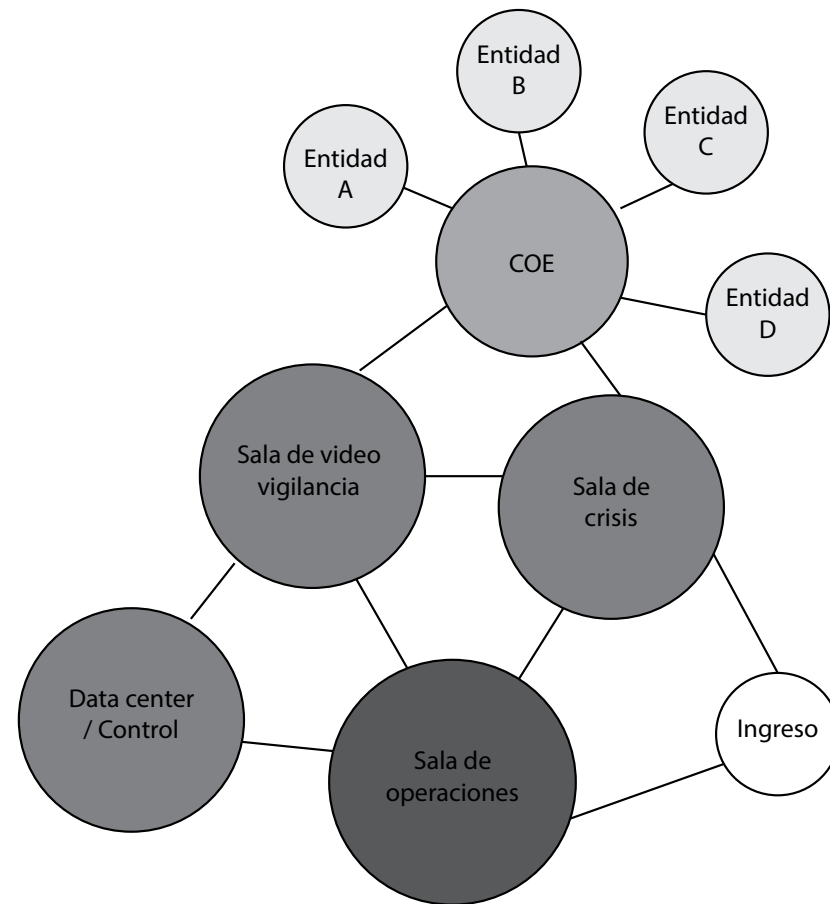 Entidad
B
Entidad
C
Entidad
A
COE
Entidad
D
Sala de video
vigilancia
Sala de
crisis
Data center
/ Control
Ingreso
Sala de
operaciones